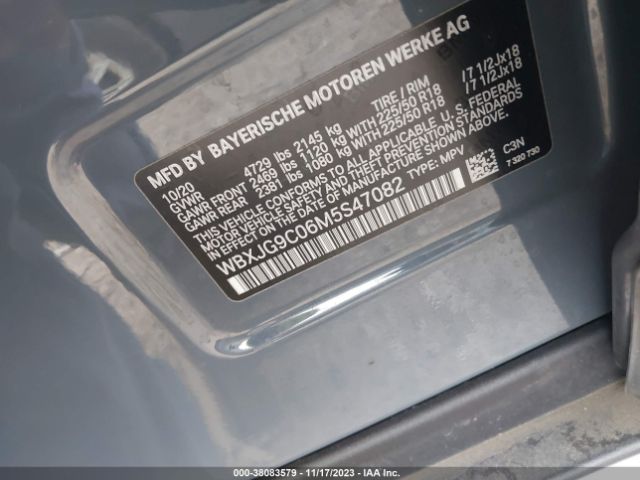 MFD BY BAYERISCHE MOTOREN WERKE AG
10/20 TIRE / RIM
GVWR 4729 lbs 2145 kg
GAWR FRONT 2469 lbs 1120 kg WITH 225/50 R18 /7 1/2Jx18
GAWR REAR 2381 lbs 1080 kg WITH 225/50 R18 /7 1/2Jx18
THIS VEHICLE CONFORMS TO ALL APPLICABLE U.S. FEDERAL
MOTOR VEHICLE SAFETY AND THEFT PREVENTION STANDARDS
IN EFFECT ON THE DATE OF MANUFACTURE SHOWN ABOVE.
WBXJG9C06M5S47082 TYPE: MPV
C3N
7 320 730
000-38083579 - 11/17/2023 - IAA Inc.